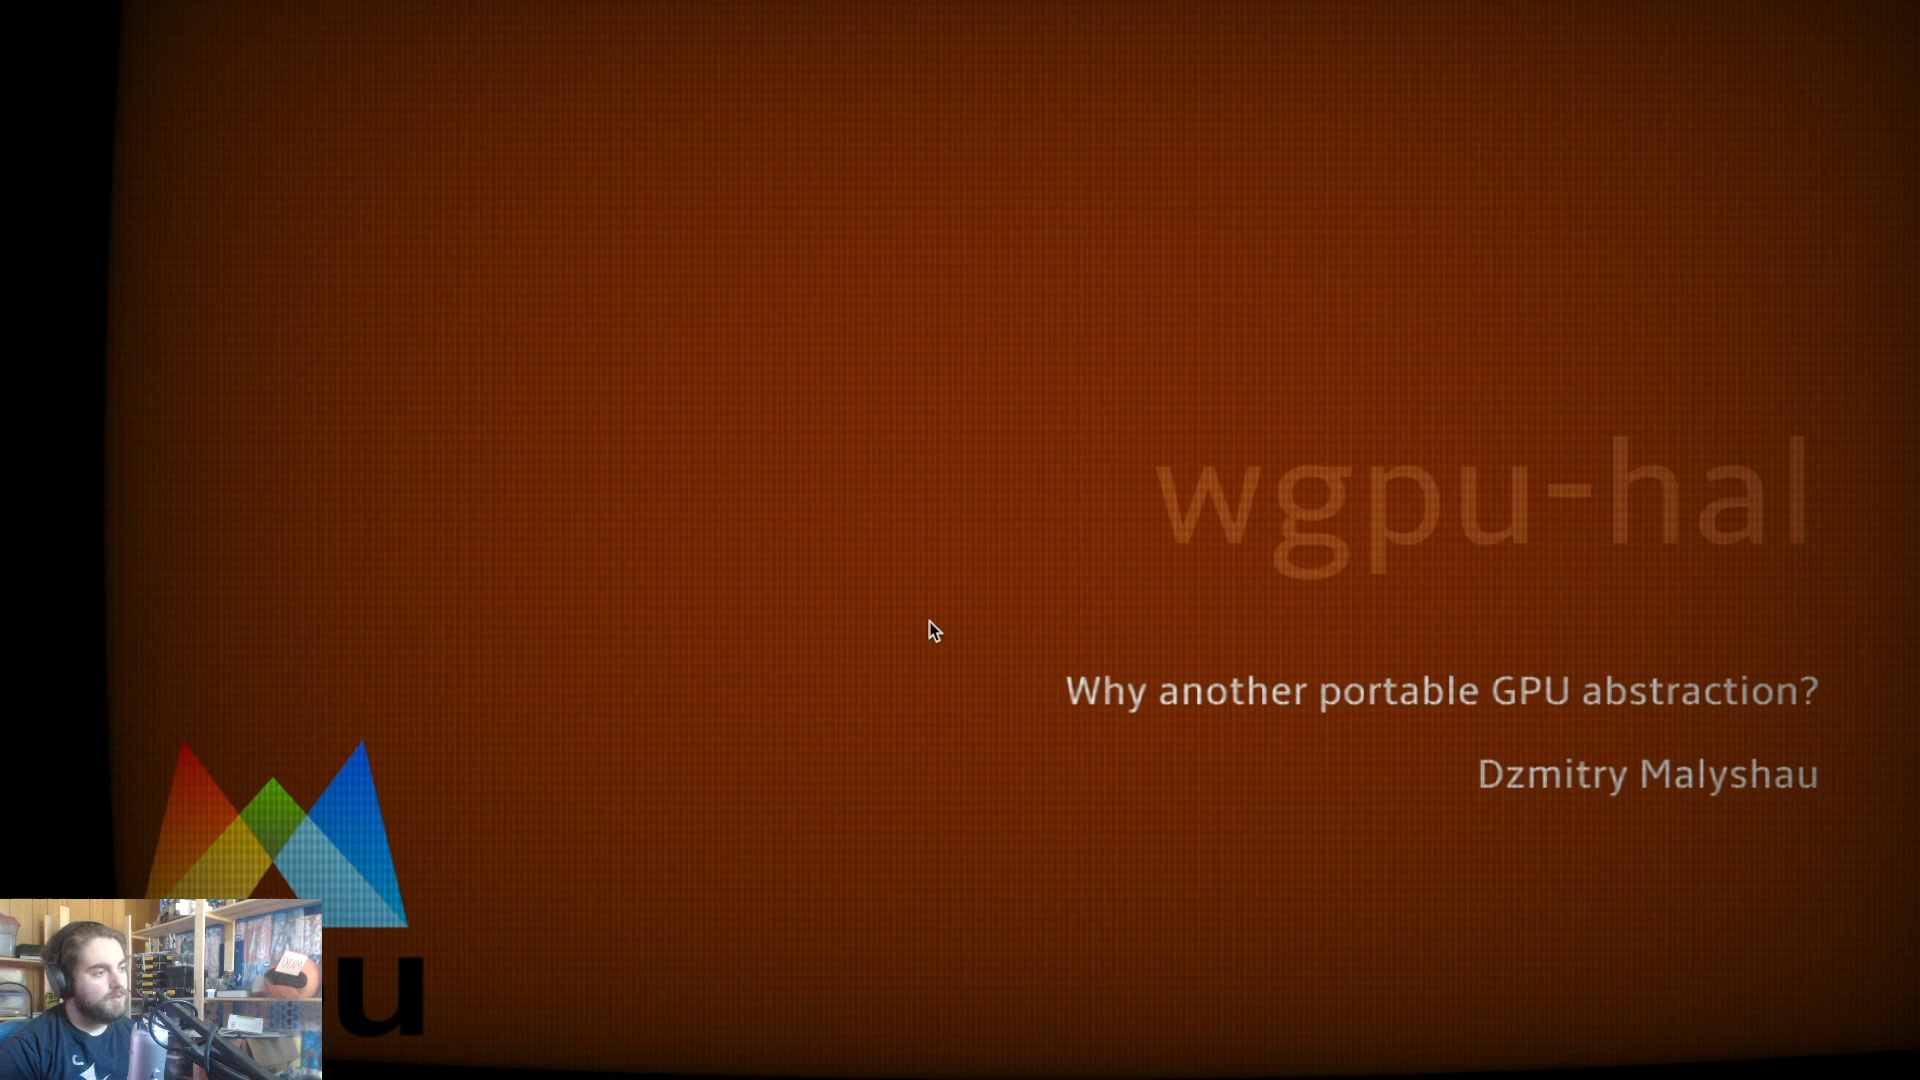 wgpu-hal
Why another portable GPU abstraction?
Dzmitry Malyshau
u